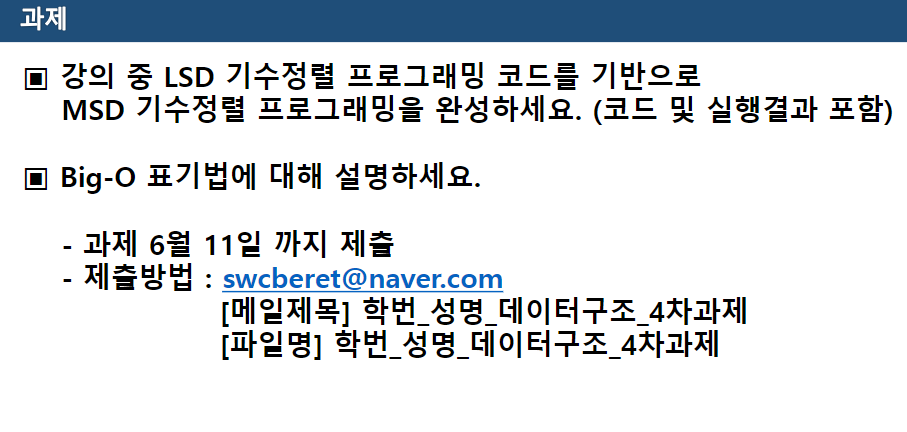 과제
▣ 강의 중 LSD 기수정렬 프로그래밍 코드를 기반으로
MSD 기수정렬 프로그래밍을 완성하세요. (코드 및 실행결과 포함)
▣ Big-O 표기법에 대해 설명하세요.
- 과제 6월 11일 까지 제출
- 제출방법 : swcberet@naver.com
[메일제목] 학번_성명_데이터구조_4차과제
[파일명] 학번_성명_데이터구조_4차과제